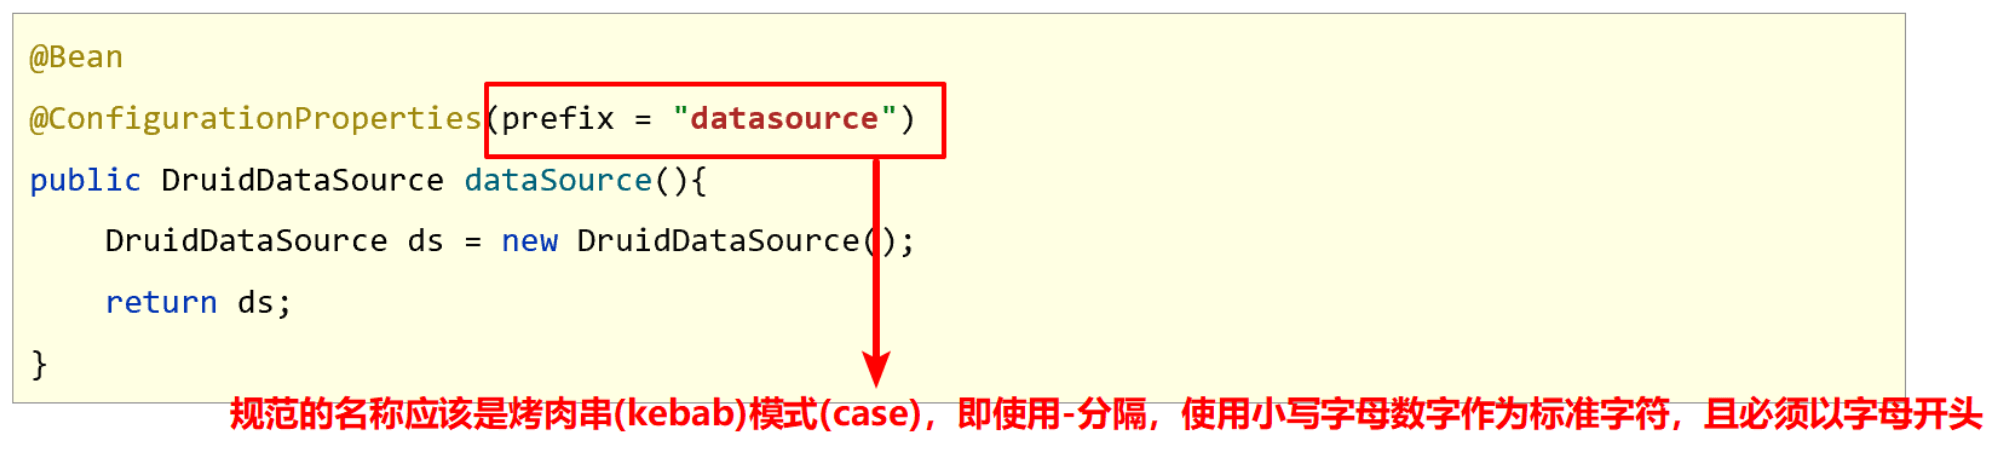 @Bean
@ConfigurationProperties(prefix = "datasource")
public DruidDataSource dataSource(){
    DruidDataSource ds = new DruidDataSource();
    return ds;
}
规范的名称应该是烤肉串(kebab)模式(case)，即使用-分隔，使用小写字母数字作为标准字符，且必须以字母开头